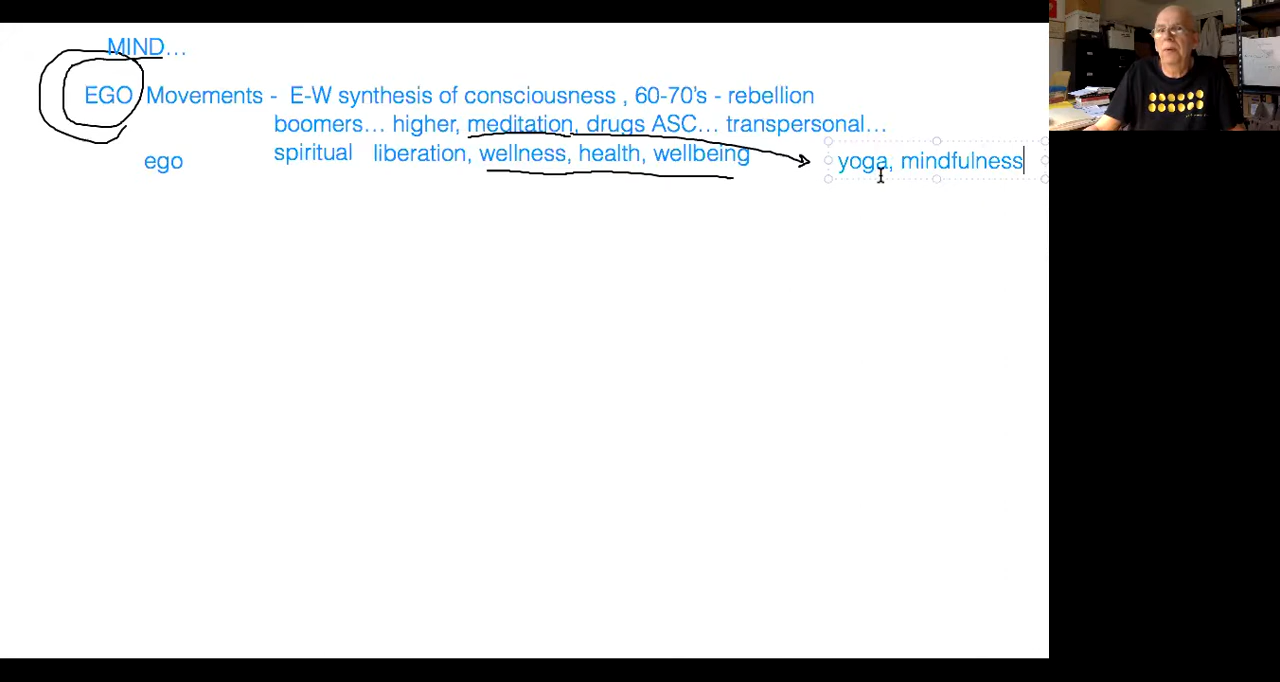 MIND...
EGO Movements - E-W synthesis of consciousness , 60-70's - rebellion
boomers... higher, meditation, drugs ASC... transpersonal...
ego spiritual liberation, wellness, health, wellbeing yoga, mindfulness